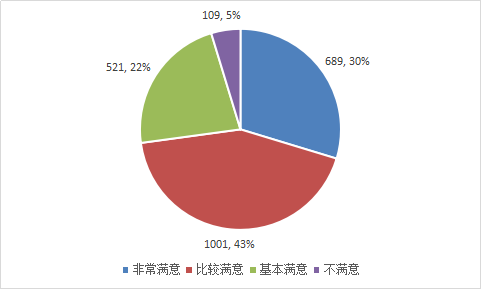 109, 5%
689, 30%
521, 22%
1001, 43%
非常满意 比较满意 基本满意 不满意